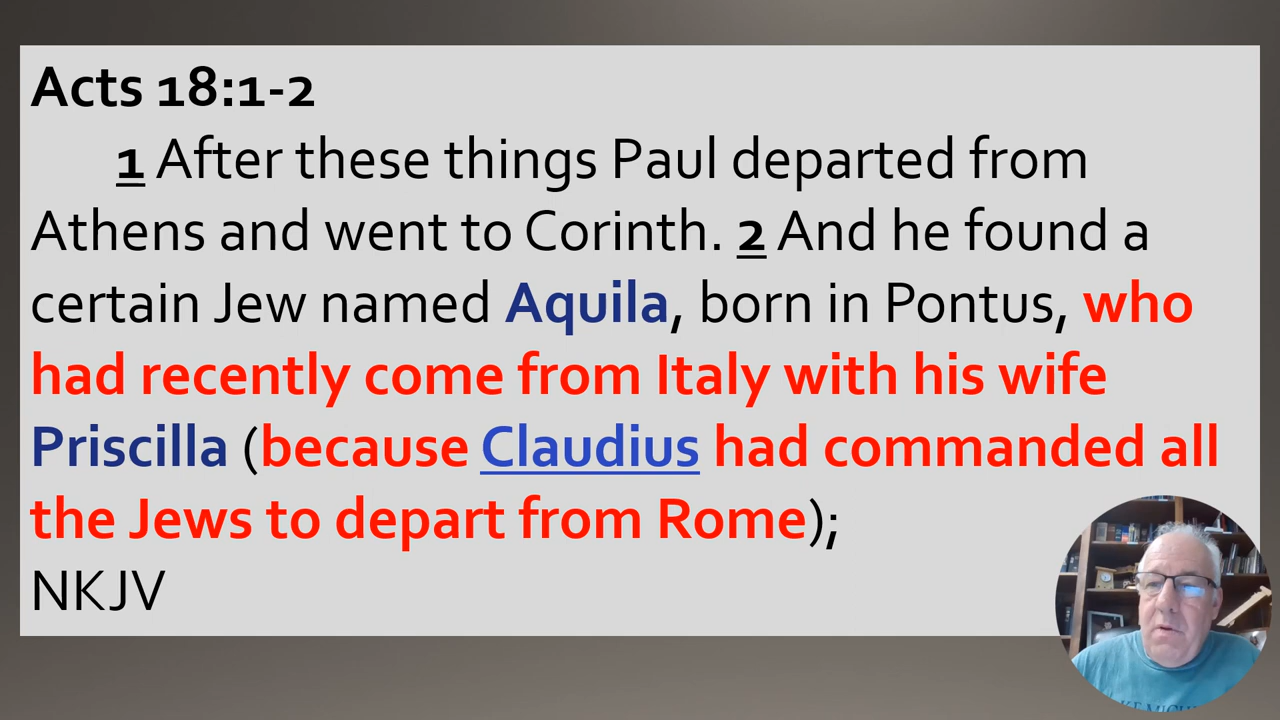 Acts 18:1-2
1 After these things Paul departed from
Athens and went to Corinth. 2 And he found a
certain Jew named Aquila, born in Pontus, who
had recently come from Italy with his wife
Priscilla (because Claudius had commanded all
the Jews to depart from Rome);
NKJV